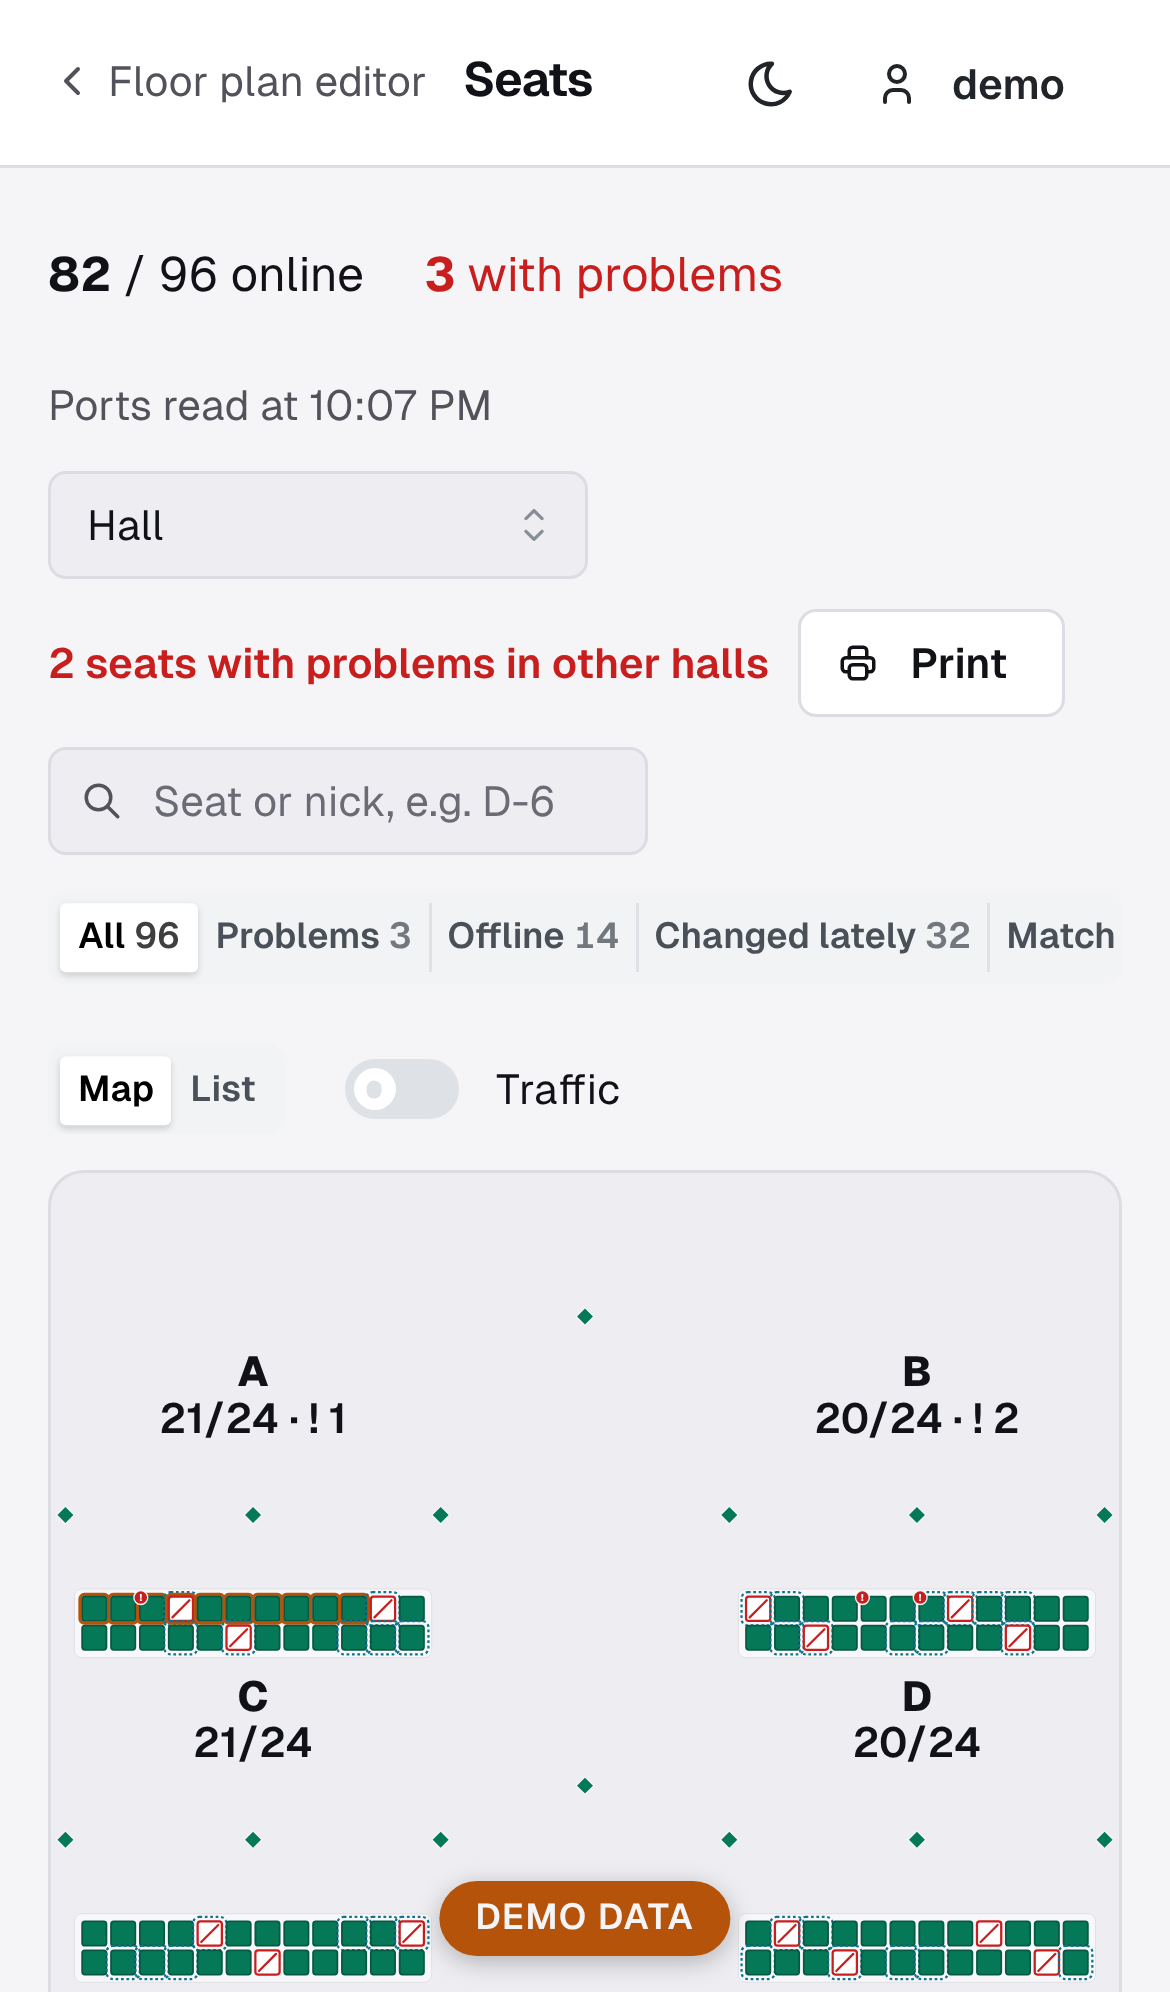 Floor plan editor Seats demo
82 / 96 online 3 with problems
Ports read at 10:07 PM
Hall
2 seats with problems in other halls Print
Seat or nick, e.g. D-6
All 96 Problems 3 Offline 14 Changed lately 32 Match
Map List Traffic
A B
21/24 · ! 1 20/24 · ! 2
C D
21/24 20/24
DEMO DATA